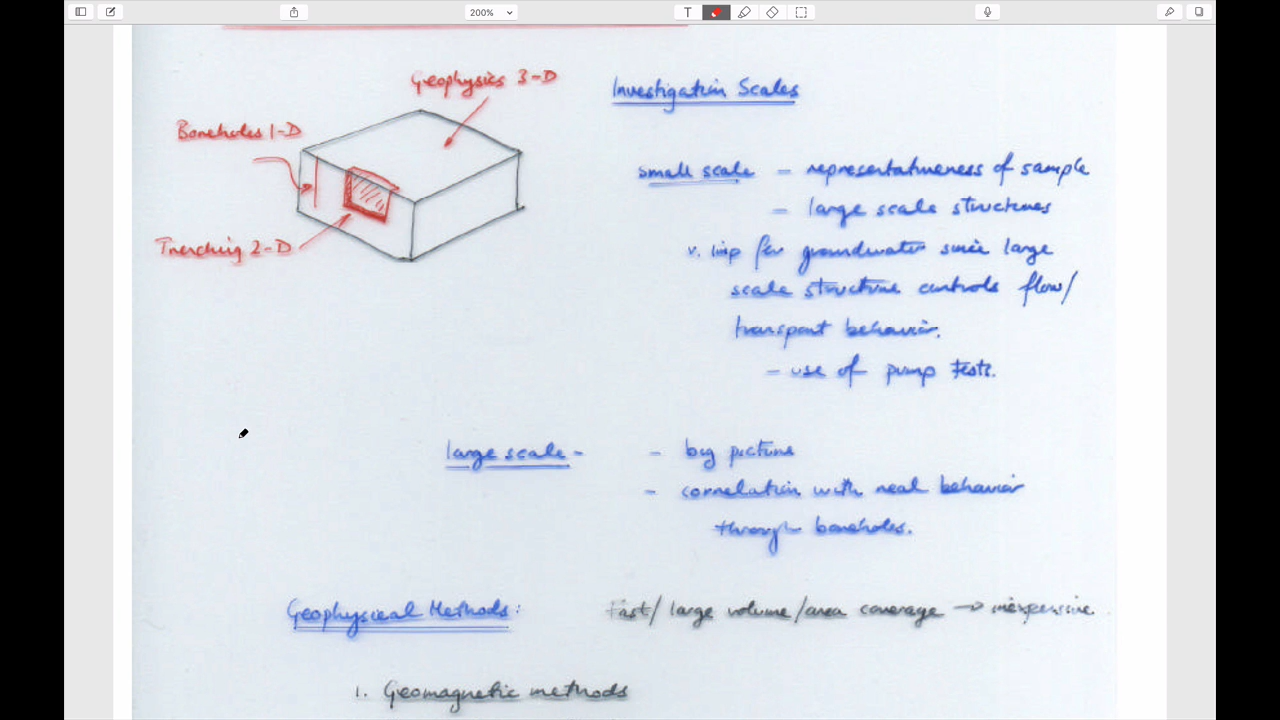 200%
T
Geophysics 3-D
Investigation Scales
Boreholes 1-D
small scale - representativeness of sample
- large scale structures
Trenching 2-D
v. imp for groundwater since large
scale structure controls flow/
transport behavior.
- use of pump tests.
large scale - - big picture
- correlation with real behavior
through boreholes.
Geophysical Methods: Fast/ large volume/area coverage → inexpensive
1. Geomagnetic methods